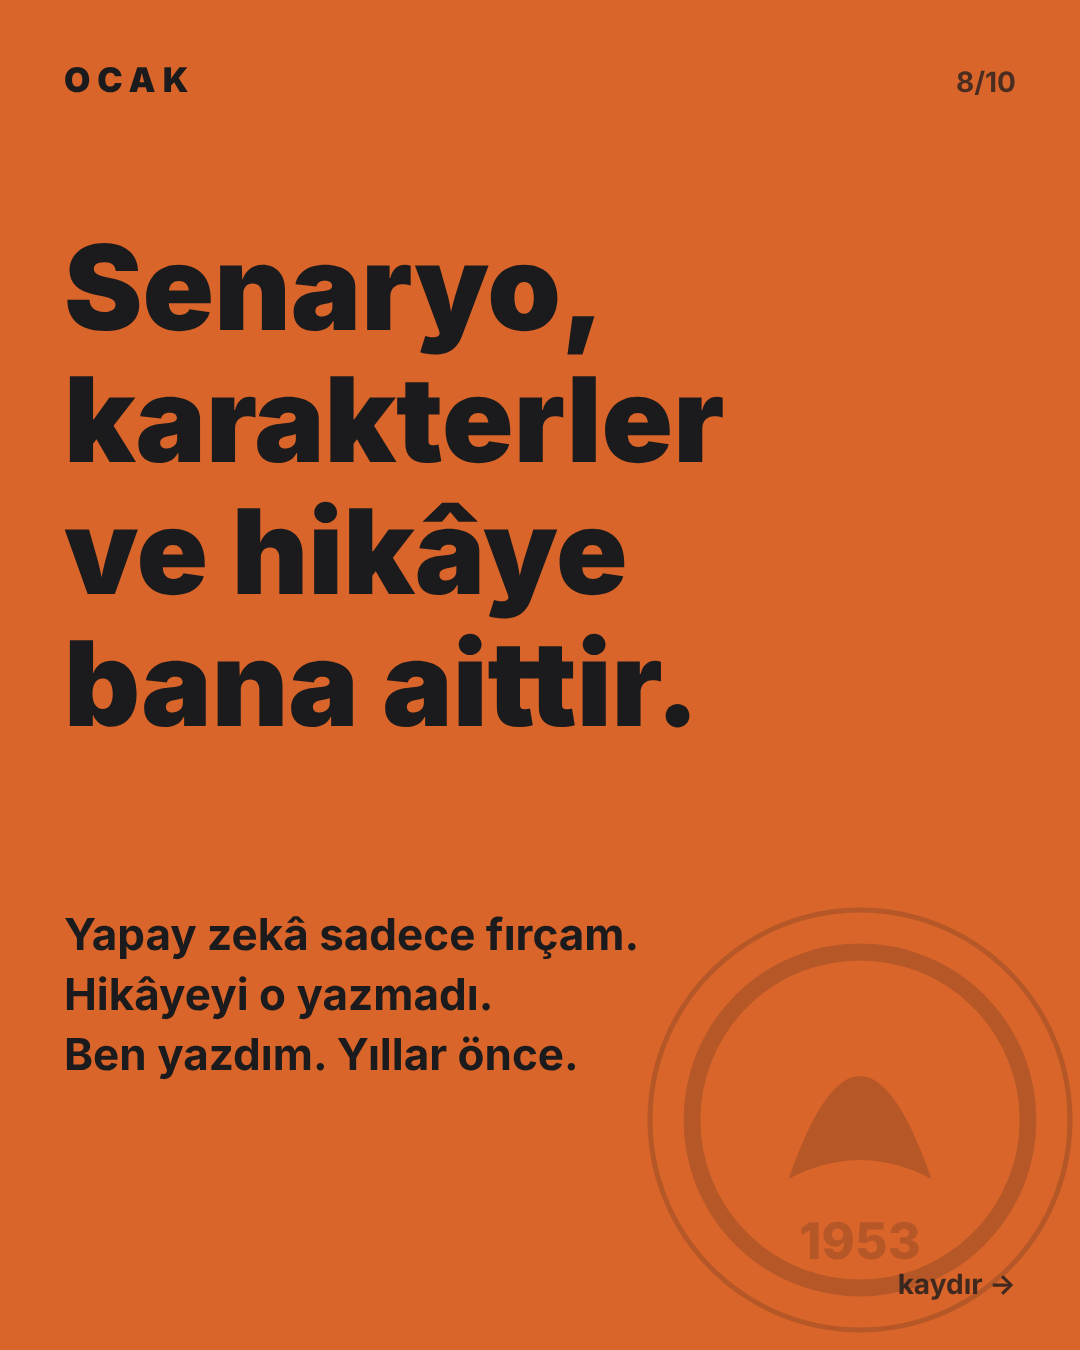 OCAK
8/10
Senaryo,
karakterler
ve hikâye
bana aittir.
Yapay zekâ sadece fırçam.
Hikâyeyi o yazmadı.
Ben yazdım. Yıllar önce.
1953
kaydır →